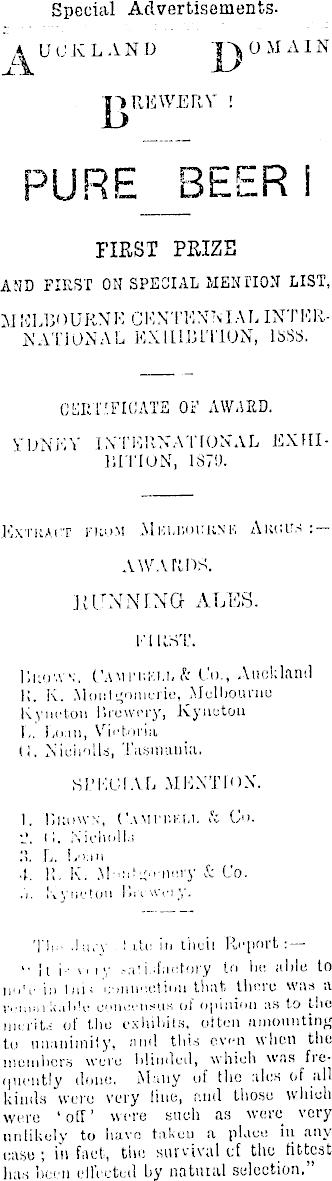 Special Advertisements.
AUCKLAND DOMAIN
BREWERY !
PURE BEER !
FIRST PRIZE
AND FIRST ON SPECIAL MENTION LIST,
MELBOURNE CENTENNIAL INTER-
NATIONAL EXHIBITION, 1888.
CERTIFICATE OF AWARD.
YDNEY INTERNATIONAL EXHI-
BITION, 1879.
EXTRACT FROM MELBOURNE ARGUS :—
AWARDS.
RUNNING ALES.
FIRST.
BROWN, CAMPBELL & Co., Auckland
R. K. Montgomerie, Melbourne
Kyneton Brewery, Kyneton
L. Loan, Victoria
G. Nicholls, Tasmania.
SPECIAL MENTION.
1. BROWN, CAMPBELL & Co.
2. G. Nicholls
3. L. Loan
4. R. K. Montgomery & Co.
5. Kyneton Brewery.
The Jury state in their Report :—
" It is very satisfactory to be able to
note in this connection that there was a
remarkable concensus of opinion as to the
merits of the exhibits, often amounting
to unanimity, and this even when the
members were blinded, which was fre-
quently done. Many of the ales of all
kinds were very fine, and those which
were 'off' were such as were very
unlikely to have taken a place in any
case ; in fact, the survival of the fittest
has been effected by natural selection."